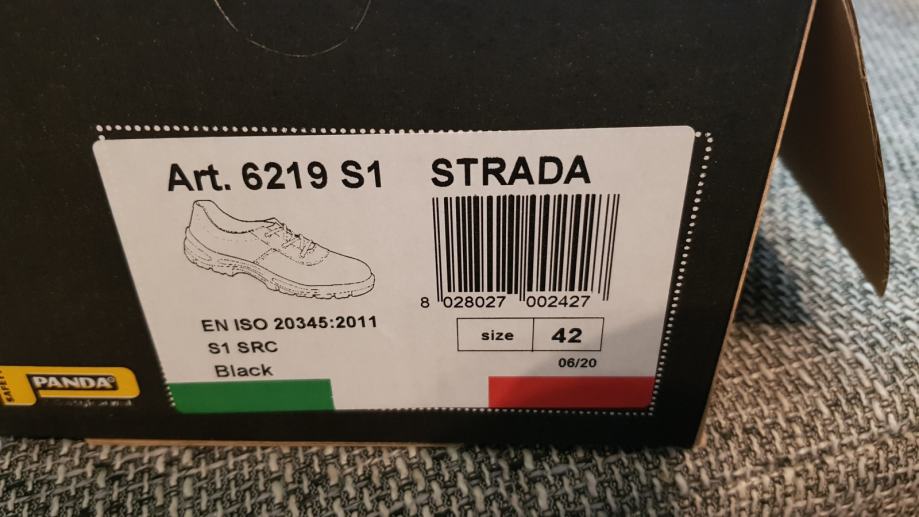 Art. 6219 S1
STRADA
8 028027 002427
EN ISO 20345:2011
S1 SRC
Black
size 42
06/20
SAFETY
PANDA®